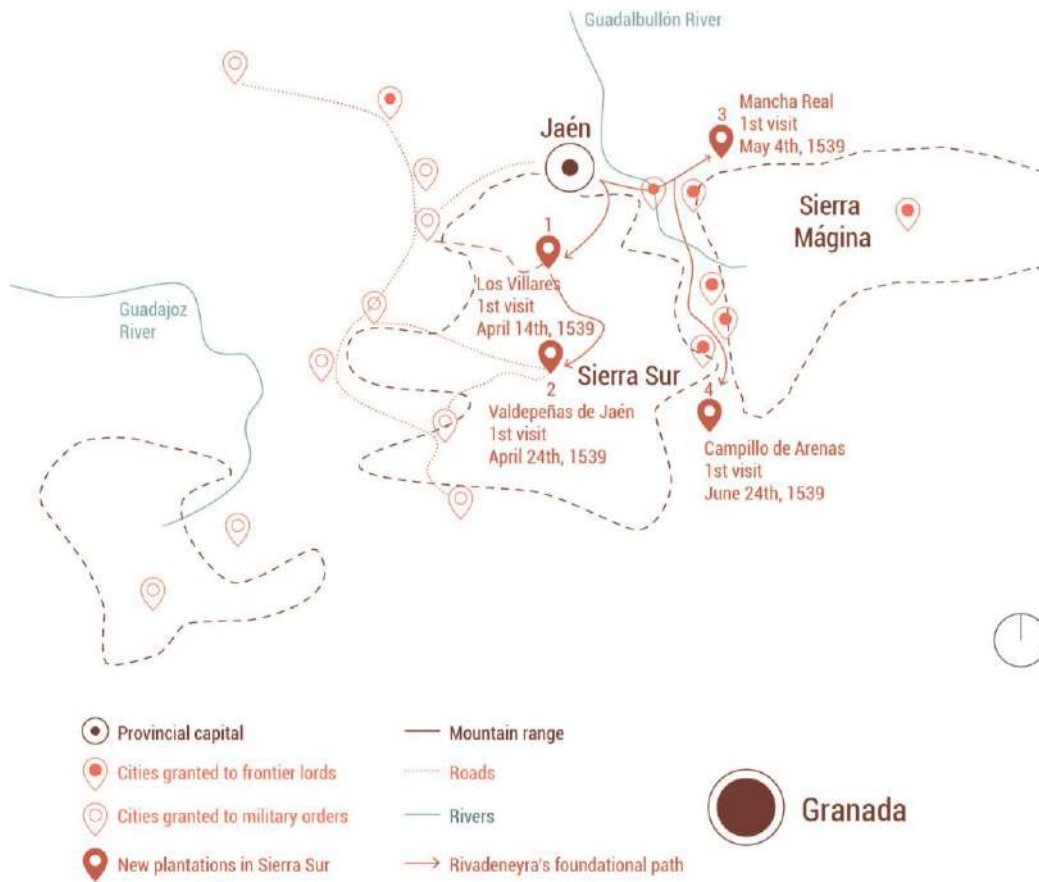 Guadalbullón River
3
Mancha Real
1st visit
May 4th, 1539
Jaén
Sierra
Mágina
1
Los Villares
1st visit
April 14th, 1539
Guadajoz
River
Sierra Sur
2
Valdepeñas de Jaén
1st visit
April 24th, 1539
4
Campillo de Arenas
1st visit
June 24th, 1539
Provincial capital
Mountain range
Cities granted to frontier lords
Roads
Cities granted to military orders
Rivers
New plantations in Sierra Sur
Rivadeneyra's foundational path
Granada